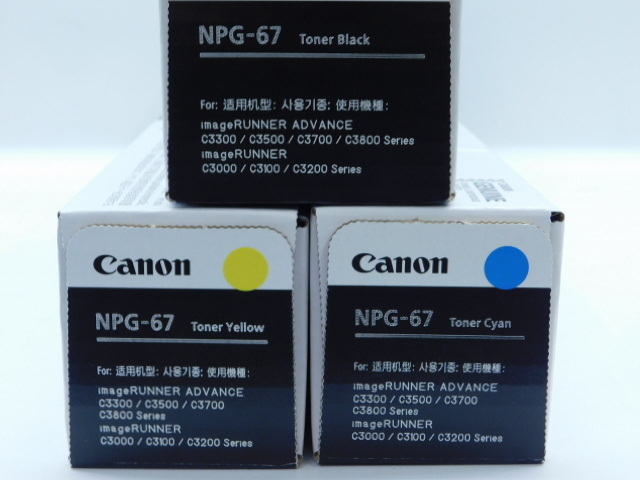 NPG-67 Toner Black
For: 适用机型: 사용기종: 使用機種:
imageRUNNER ADVANCE
C3300 / C3500 / C3700 / C3800 Series
imageRUNNER
C3000 / C3100 / C3200 Series
Canon
NPG-67 Toner Yellow
For: 适用机型: 사용기종: 使用機種:
imageRUNNER ADVANCE
C3300 / C3500 / C3700
C3800 Series
imageRUNNER
C3000 / C3100 / C3200 Series
Canon
NPG-67 Toner Cyan
For: 适用机型: 사용기종: 使用機種:
imageRUNNER ADVANCE
C3300 / C3500 / C3700
C3800 Series
imageRUNNER
C3000 / C3100 / C3200 Series